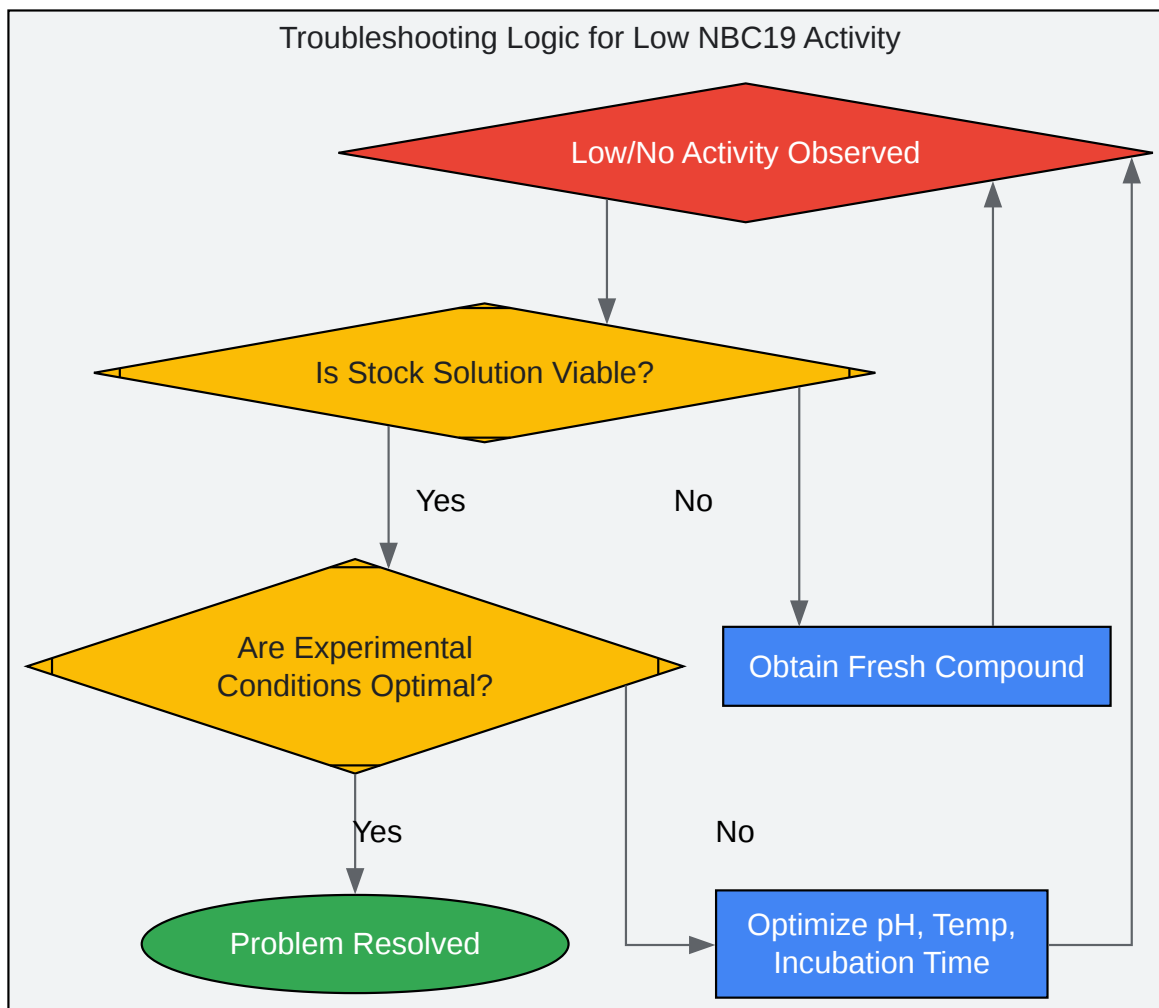 Troubleshooting Logic for Low NBC19 Activity
Low/No Activity Observed
Is Stock Solution Viable?
Yes
No
Are Experimental
Conditions Optimal?
Obtain Fresh Compound
Yes
No
Problem Resolved
Optimize pH, Temp,
Incubation Time